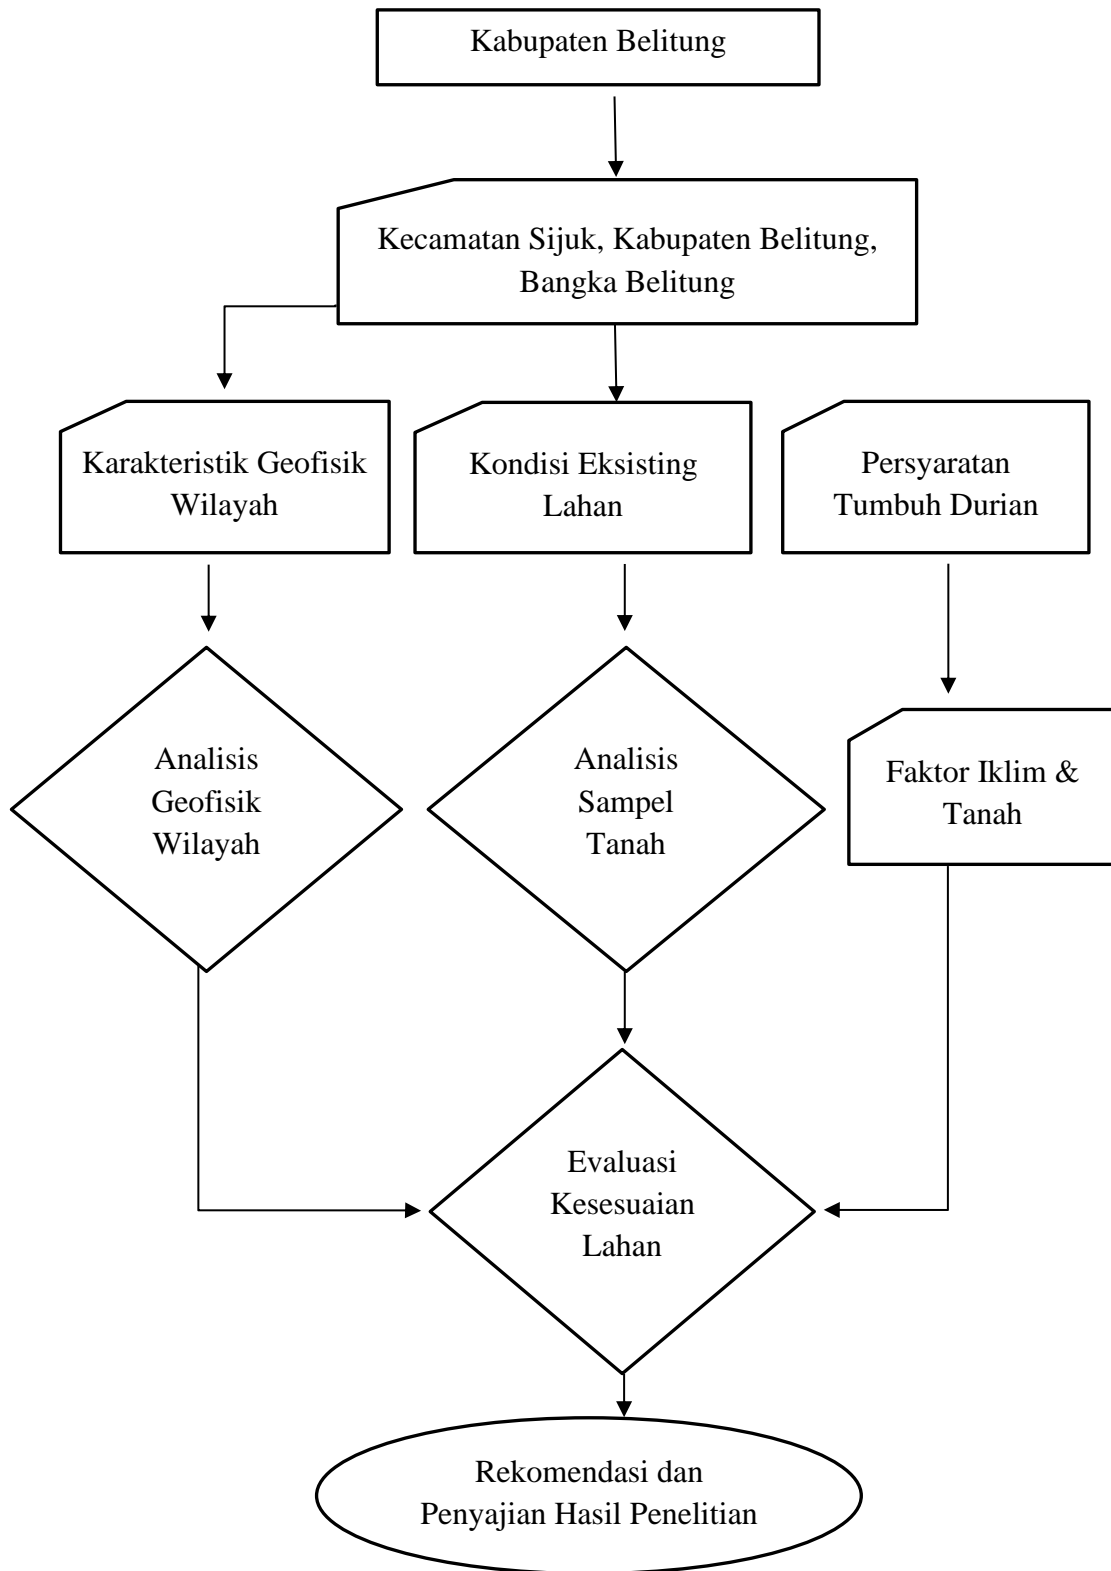 Kabupaten Belitung
Kecamatan Sijuk, Kabupaten Belitung,
Bangka Belitung
Karakteristik Geofisik
Wilayah
Kondisi Eksisting
Lahan
Persyaratan
Tumbuh Durian
Analisis
Geofisik
Wilayah
Analisis
Sampel
Tanah
Faktor Iklim &
Tanah
Evaluasi
Kesesuaian
Lahan
Rekomendasi dan
Penyajian Hasil Penelitian